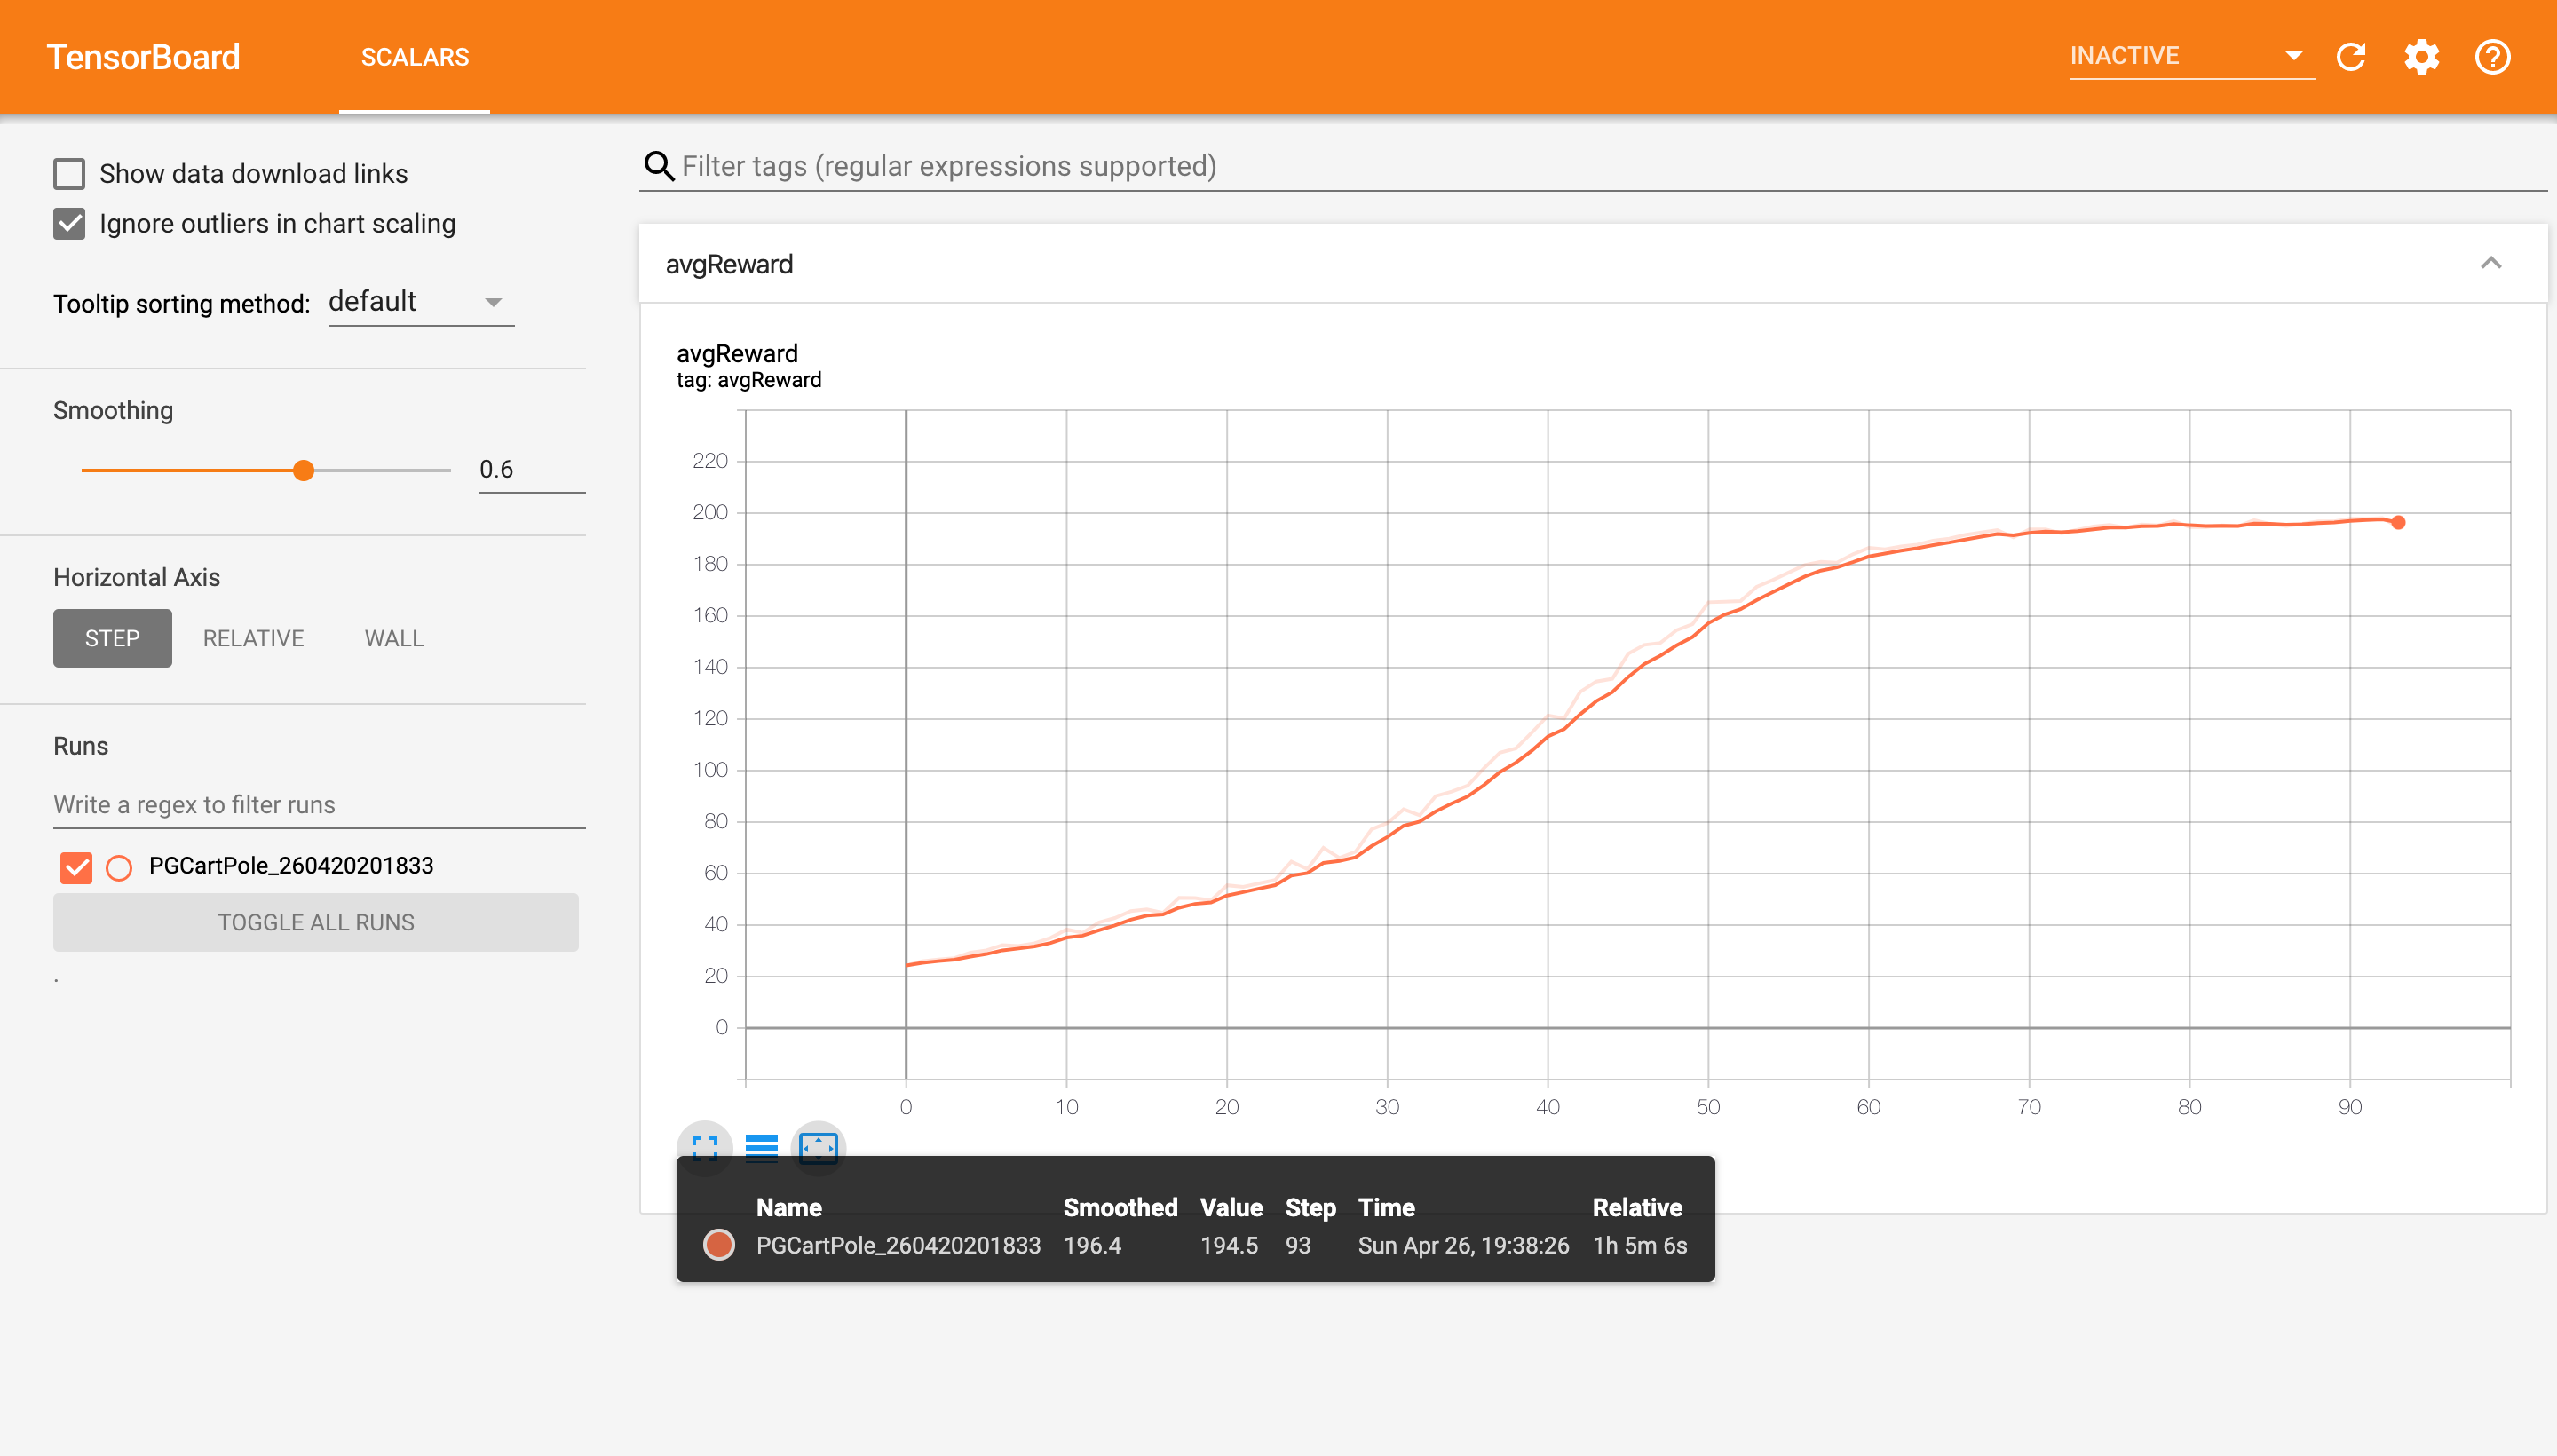 TensorBoard SCALARS INACTIVE
Show data download links
Ignore outliers in chart scaling
Tooltip sorting method: default
Smoothing
0.6
Horizontal Axis
STEP RELATIVE WALL
Runs
Write a regex to filter runs
PGCartPole_260420201833
TOGGLE ALL RUNS
.
Filter tags (regular expressions supported)
avgReward
avgReward
tag: avgReward
220
200
180
160
140
120
100
80
60
40
20
0
0 10 20 30 40 50 60 70 80 90
Name Smoothed Value Step Time Relative
PGCartPole_260420201833 196.4 194.5 93 Sun Apr 26, 19:38:26 1h 5m 6s